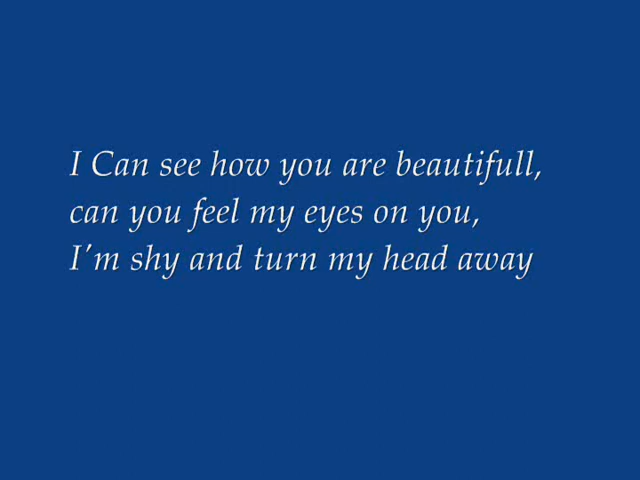 I Can see how you are beautifull,
can you feel my eyes on you,
I'm shy and turn my head away